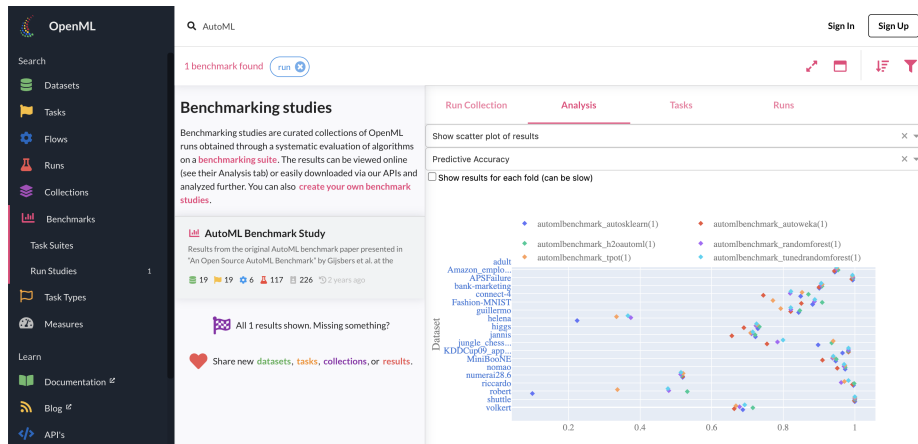 OpenML
AutoML
Sign In
Sign Up
Search
Datasets
Tasks
Flows
Runs
Collections
Benchmarks
Task Suites
Run Studies 1
Task Types
Measures
Learn
Documentation
Blog
API's
1 benchmark found
run
Benchmarking studies
Benchmarking studies are curated collections of OpenML
runs obtained through a systematic evaluation of algorithms
on a benchmarking suite. The results can be viewed online
(see their Analysis tab) or easily downloaded via our APIs and
analyzed further. You can also create your own benchmark
studies.
AutoML Benchmark Study
Results from the original AutoML benchmark paper presented in
"An Open Source AutoML Benchmark" by Gijsbers et al. at the
19 19 6 117 226 2 years ago
All 1 results shown. Missing something?
Share new datasets, tasks, collections, or results.
Run Collection Analysis Tasks Runs
Show scatter plot of results
Predictive Accuracy
Show results for each fold (can be slow)
automlbenchmark_autosklearn(1) automlbenchmark_autoweka(1)
automlbenchmark_h2oautoml(1) automlbenchmark_randomforest(1)
automlbenchmark_tpot(1) automlbenchmark_tunedrandomforest(1)
Dataset
adult
Amazon_emplo...
APSFailure
bank-marketing
connect-4
Fashion-MNIST
guillermo
helena
higgs
jannis
jungle_chess...
KDDCup09_app...
MiniBooNE
nomao
numerai28.6
riccardo
robert
shuttle
volkert
0.2 0.4 0.6 0.8 1